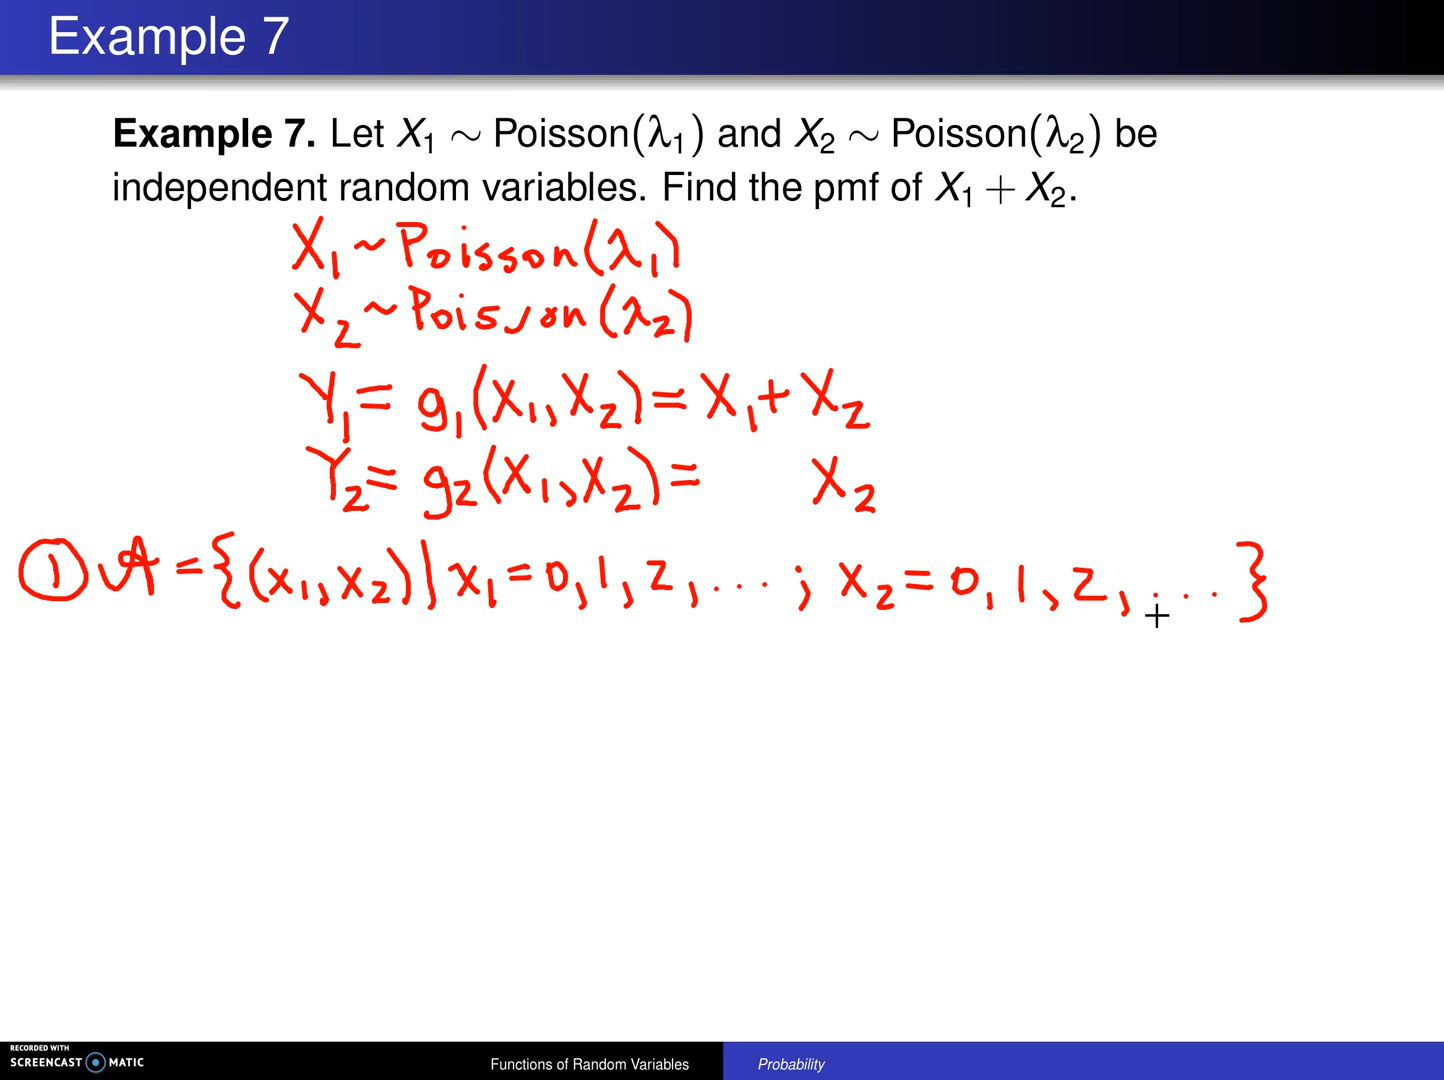 Example 7
Example 7. Let X₁ ∼ Poisson(λ₁) and X₂ ∼ Poisson(λ₂) be
independent random variables. Find the pmf of X₁ + X₂.
X₁ ~ Poisson(λ₁)
X₂ ~ Poisson(λ₂)
Y₁ = g₁(X₁, X₂) = X₁ + X₂
Y₂ = g₂(X₁, X₂) = X₂
① 𝒜 = {(x₁, x₂) | x₁ = 0, 1, 2, ... ; x₂ = 0, 1, 2, ... }
RECORDED WITH
SCREENCAST MATIC
Functions of Random Variables Probability